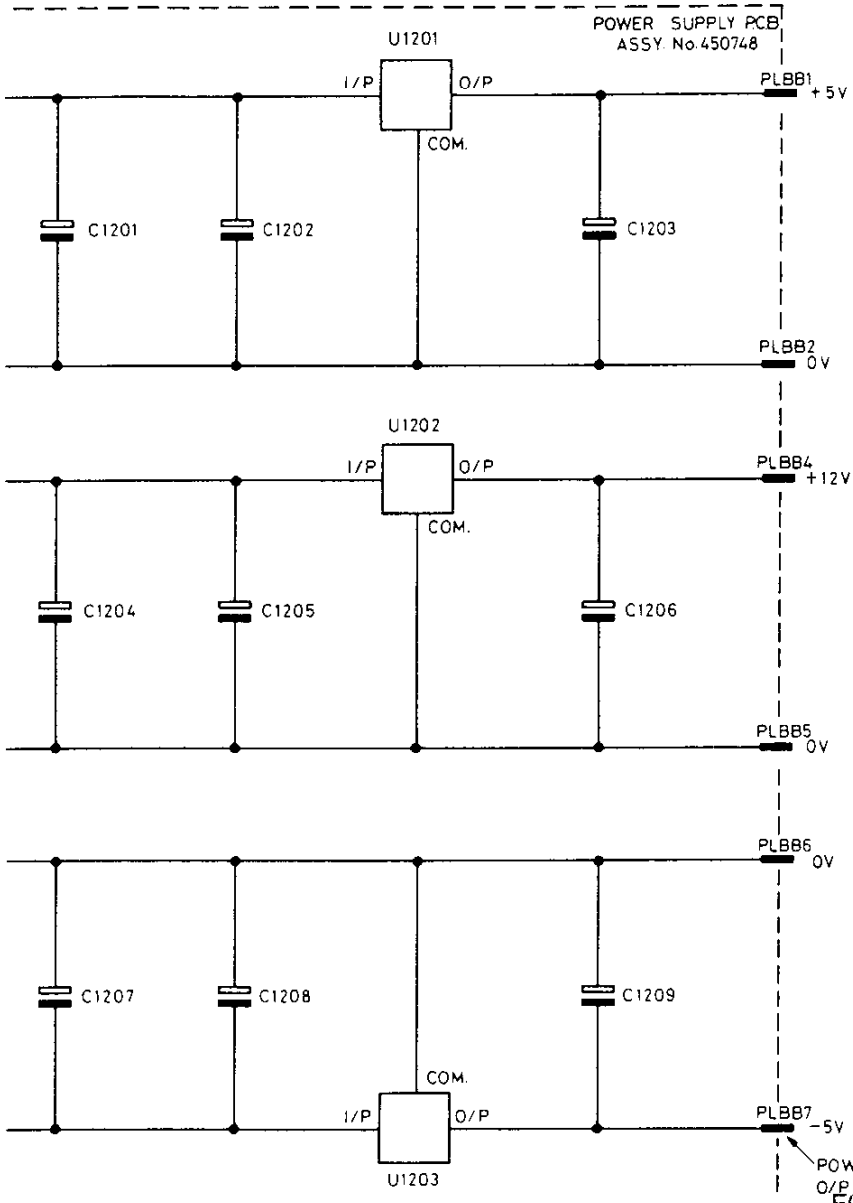 POWER SUPPLY PCB
ASSY. No. 450748
U1201
I/P
O/P
COM.
PLBB1
+5V
C1201
C1202
C1203
PLBB2
0V
U1202
I/P
O/P
COM.
PLBB4
+12V
C1204
C1205
C1206
PLBB5
0V
PLBB6
0V
C1207
C1208
C1209
COM.
I/P
O/P
U1203
PLBB7
-5V
POW
O/P